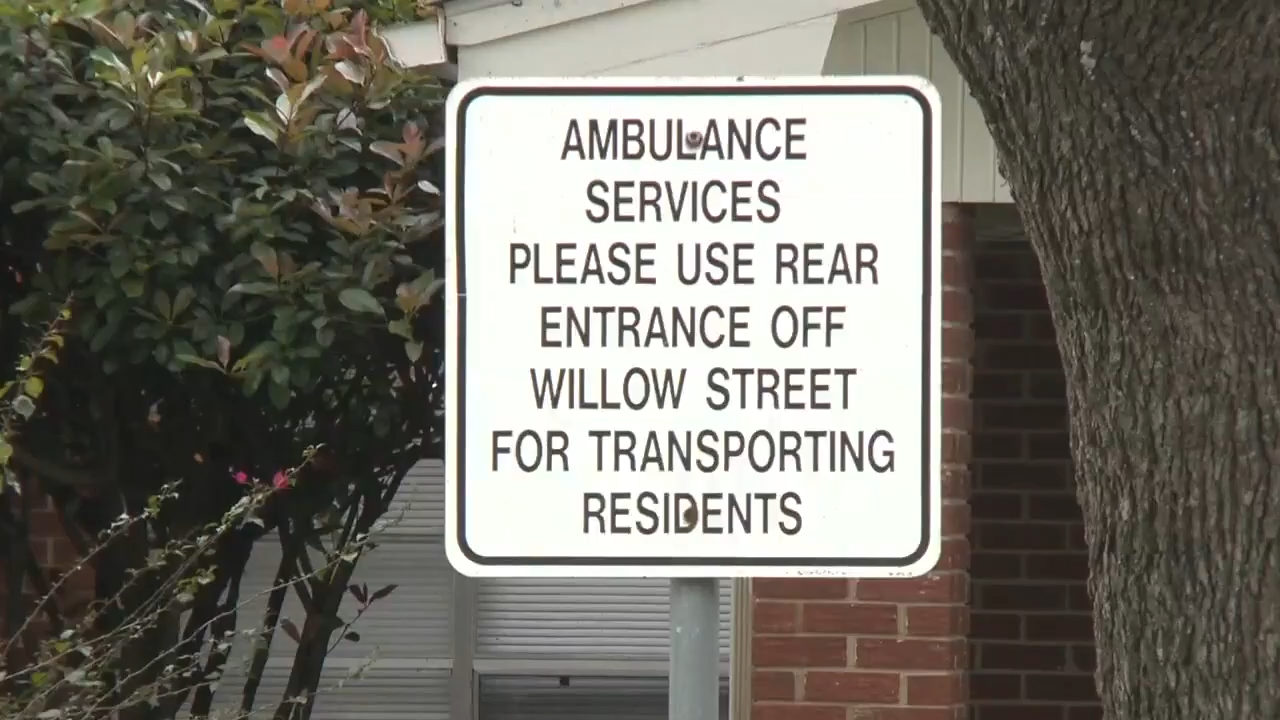 AMBULANCE
SERVICES
PLEASE USE REAR
ENTRANCE OFF
WILLOW STREET
FOR TRANSPORTING
RESIDENTS